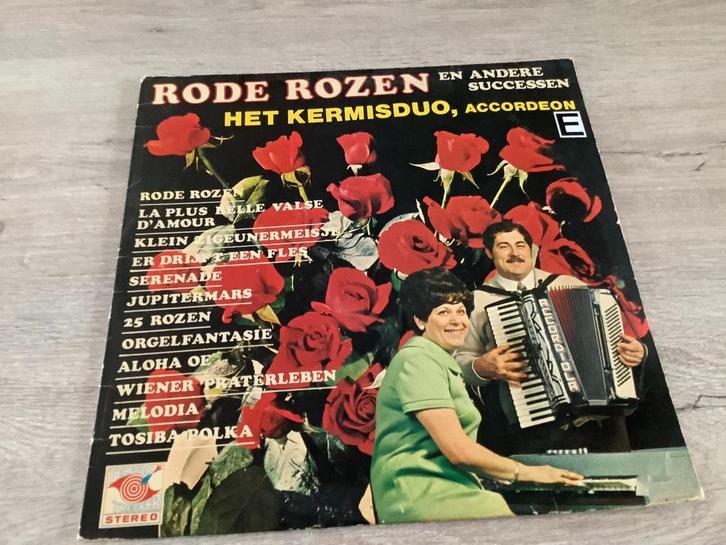 RODE ROZEN EN ANDERE
SUCCESSEN
HET KERMISDUO, ACCORDEON
E
RODE ROZEN
LA PLUS BELLE VALSE
D'AMOUR
KLEIN ZIGEUNERMEISJE
ER DRIJFT EEN FLES
SERENADE
JUPITERMARS
25 ROZEN
ORGELFANTASIE
ALOHA OE
WIENER PRATERLEBEN
MELODIA
TOSIBA POLKA
ACCORDIOLA
STEREO